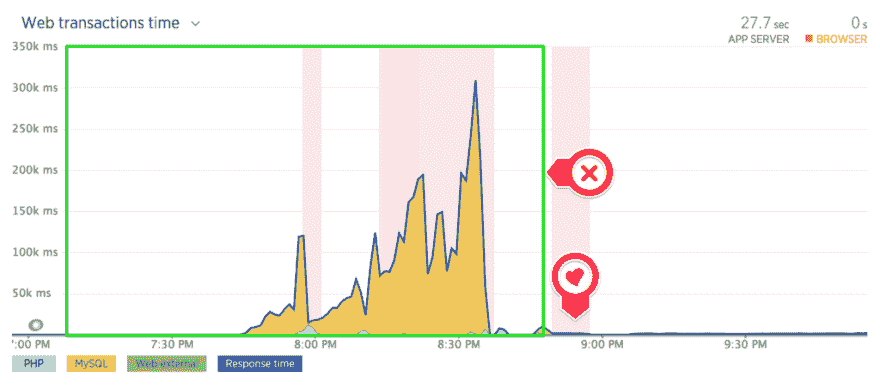 Web transactions time
27.7 sec
0 s
APP SERVER
BROWSER
350k ms
300k ms
250k ms
200k ms
150k ms
100k ms
50k ms
7:00 PM
7:30 PM
8:00 PM
8:30 PM
9:00 PM
9:30 PM
PHP
MySQL
Web external
Response time